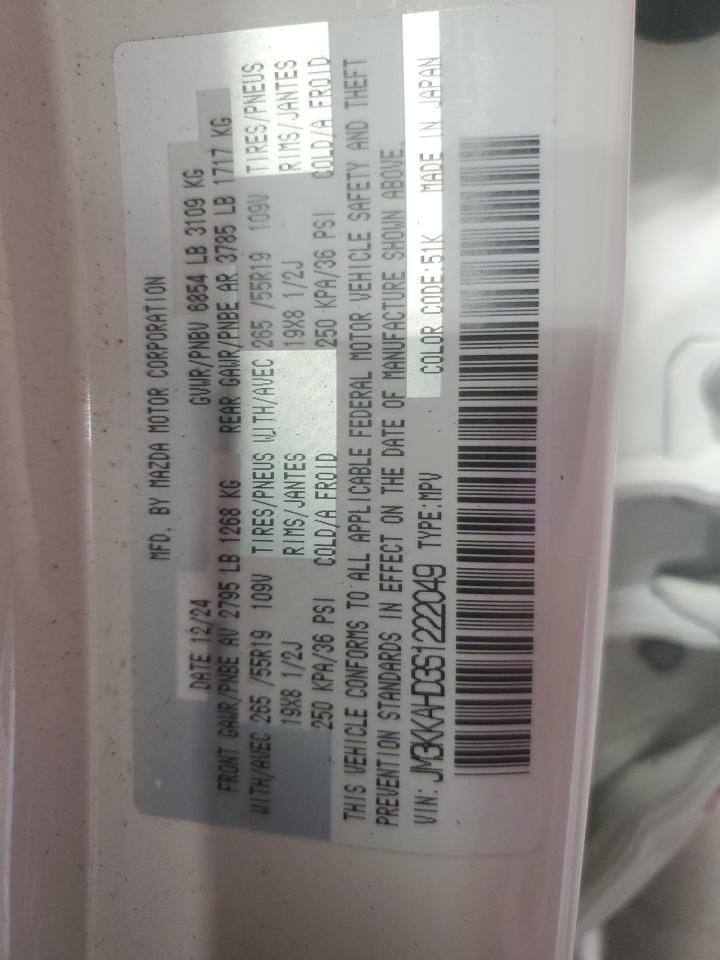 MFD. BY MAZDA MOTOR CORPORATION
DATE 12/24 GVWR/PNBV 6854 LB 3109 KG
FRONT GAWR/PNBE AV 2795 LB 1268 KG REAR GAWR/PNBE AR 3785 LB 1717 KG
WITH/AVEC 265 /55R19 109V TIRES/PNEUS WITH/AVEC 265 /55R19 109V TIRES/PNEUS
19X8 1/2J RIMS/JANTES 19X8 1/2J RIMS/JANTES
250 KPA/36 PSI COLD/A FROID 250 KPA/36 PSI COLD/A FROID
THIS VEHICLE CONFORMS TO ALL APPLICABLE FEDERAL MOTOR VEHICLE SAFETY AND THEFT
PREVENTION STANDARDS IN EFFECT ON THE DATE OF MANUFACTURE SHOWN ABOVE.
VIN: JM3KKAHD3S1222049 TYPE:MPV COLOR CODE:51K MADE IN JAPAN